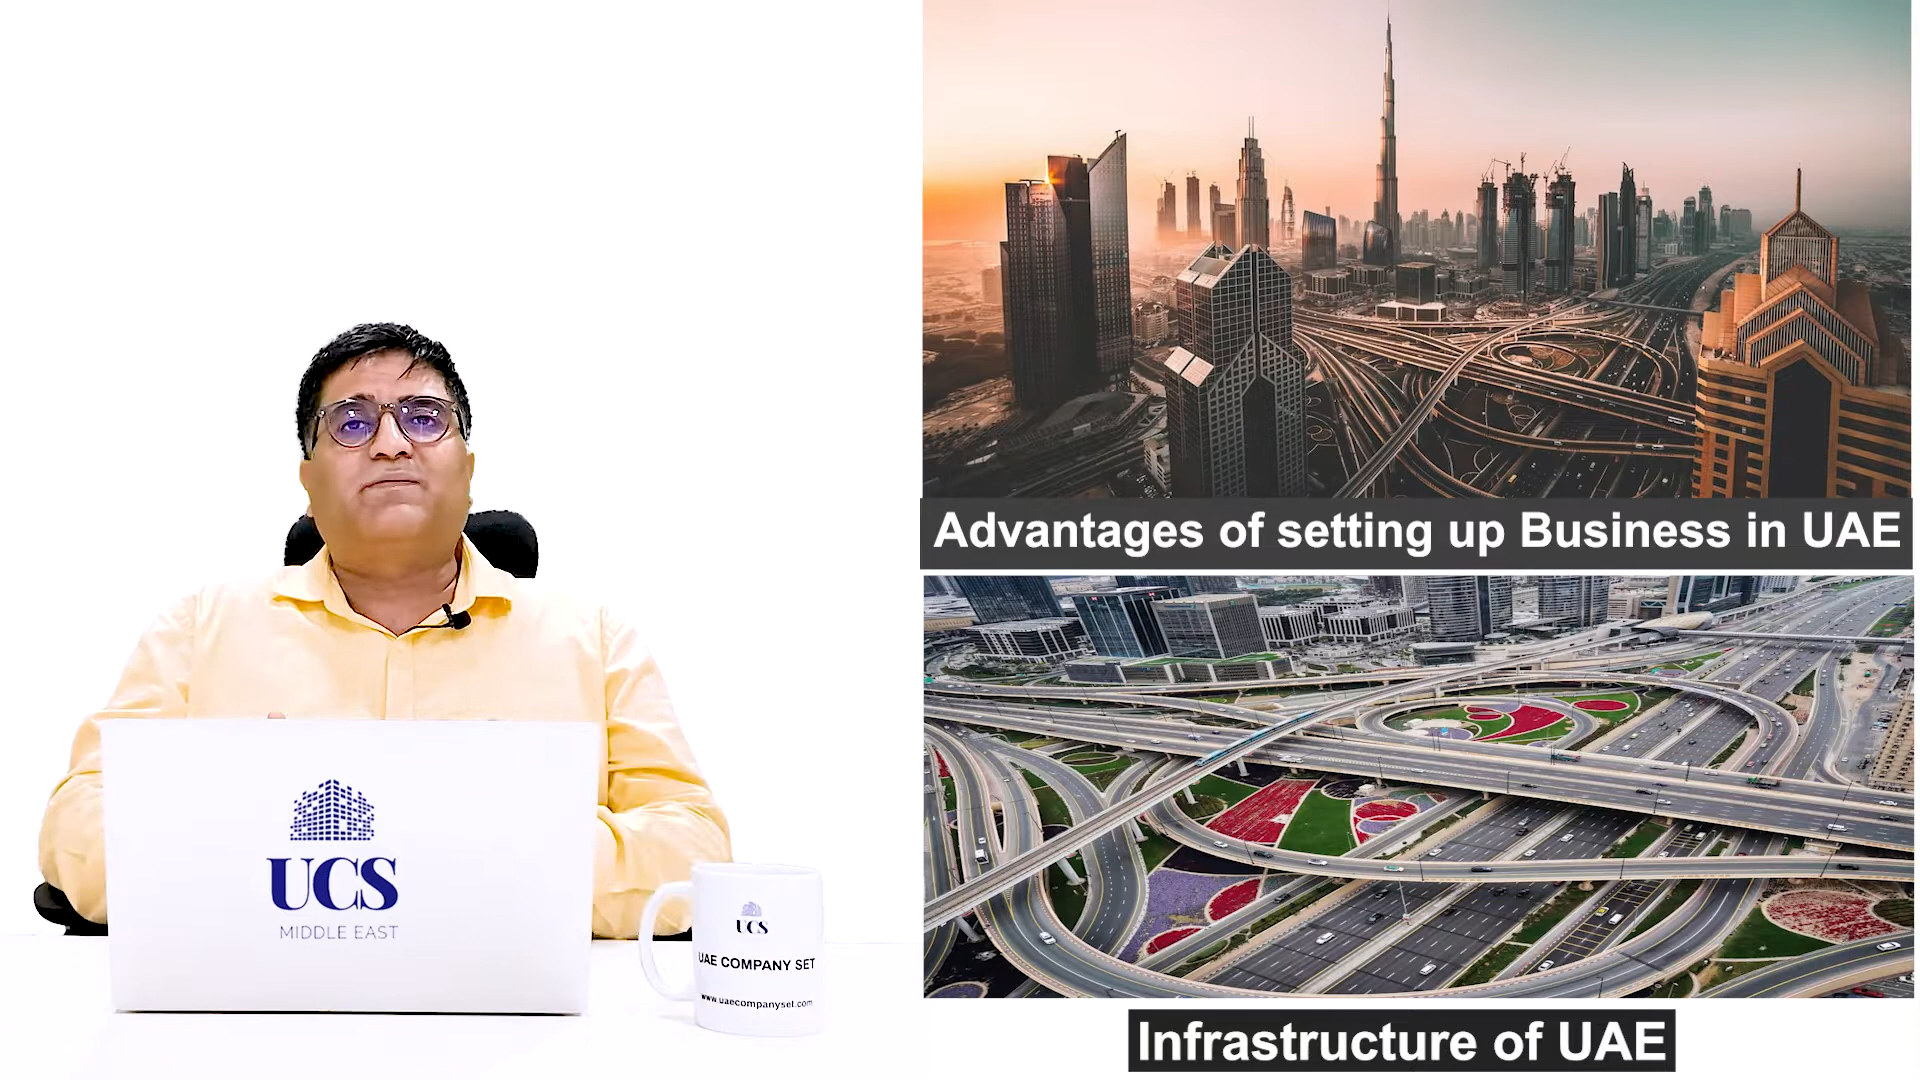 Advantages of setting up Business in UAE
Infrastructure of UAE
UCS
MIDDLE EAST
UCS
UAE COMPANY SET
www.uaecompanyset.com